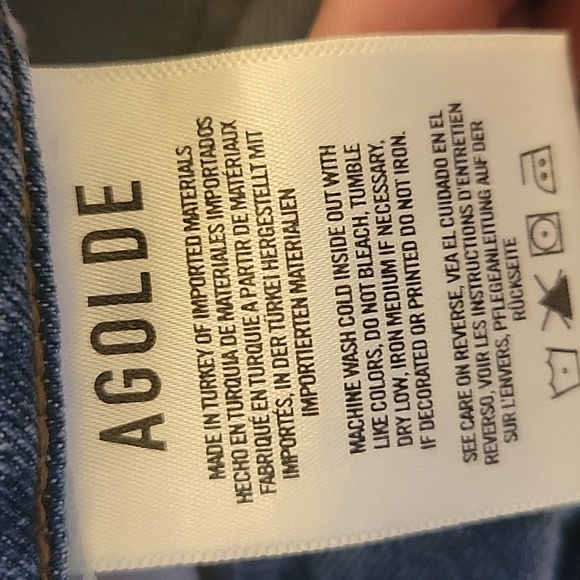 AGOLDE
MADE IN TURKEY OF IMPORTED MATERIALS
HECHO EN TURQUIA DE MATERIALES IMPORTADOS
FABRIQUÉ EN TURQUIE A PARTIR DE MATÉRIAUX
IMPORTÉS, IN DER TÜRKEI HERGESTELLT MIT
IMPORTIERTEN MATERIALIEN
MACHINE WASH COLD INSIDE OUT WITH
LIKE COLORS, DO NOT BLEACH, TUMBLE
DRY LOW, IRON MEDIUM IF NECESSARY,
IF DECORATED OR PRINTED DO NOT IRON.
SEE CARE ON REVERSE, VEA EL CUIDADO EN EL
REVERSO, VOIR LES INSTRUCTIONS D'ENTRETIEN
SUR L'ENVERS, PFLEGEANLEITUNG AUF DER
RÜCKSEITE